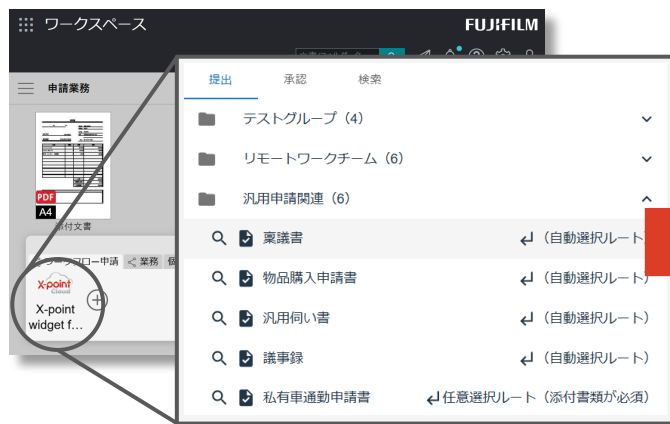 ワークスペース
FUJIFILM
申請業務
PDF
A4
添付文書
ワークフロー申請
業務
個
X-point
Cloud
X-point
widget f...
提出
承認
検索
テストグループ（4）
リモートワークチーム（6）
汎用申請関連（6）
稟議書 （自動選択ルート）
物品購入申請書 （自動選択ルート）
汎用伺い書 （自動選択ルート）
議事録 （自動選択ルート）
私有車通勤申請書 任意選択ルート（添付書類が必須）